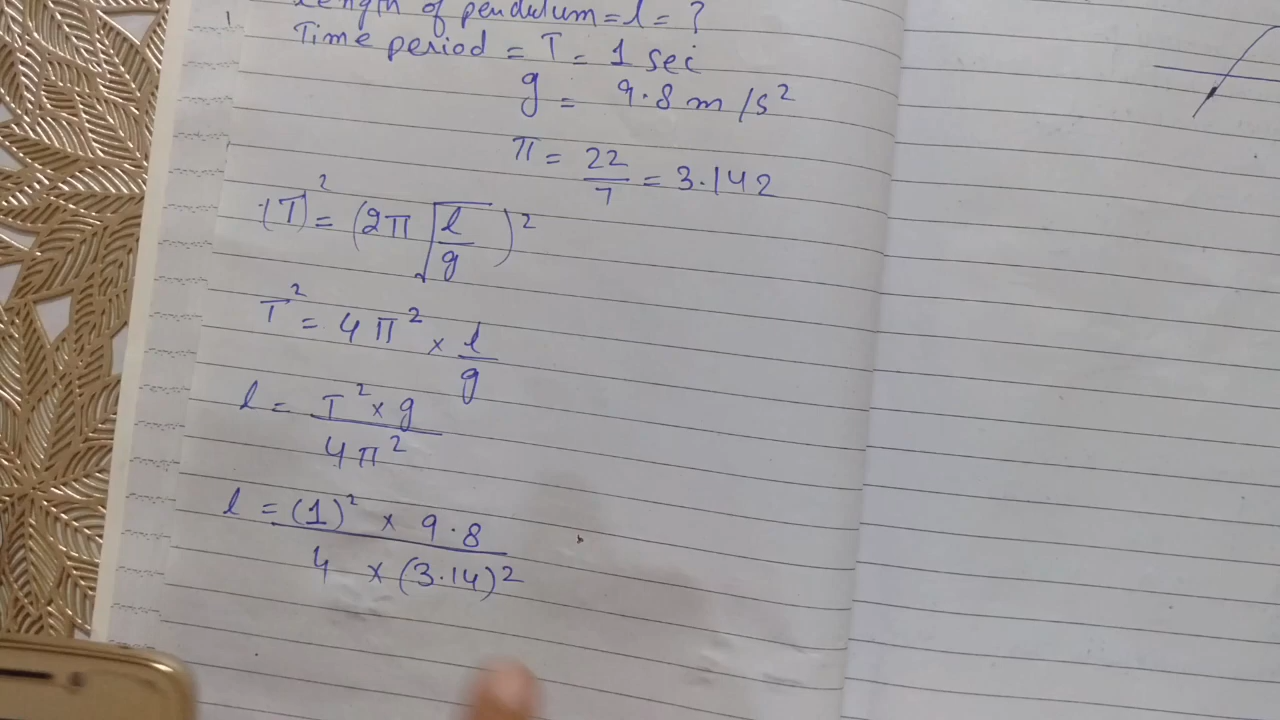 Length of pendulum = l = ?
Time period = T = 1 sec
g = 9.8 m/s²
π = 22/7 = 3.142
(T)² = (2π √(l/g))²
T² = 4π² × l/g
l = T² × g / 4π²
l = (1)² × 9.8 / 4 × (3.14)²